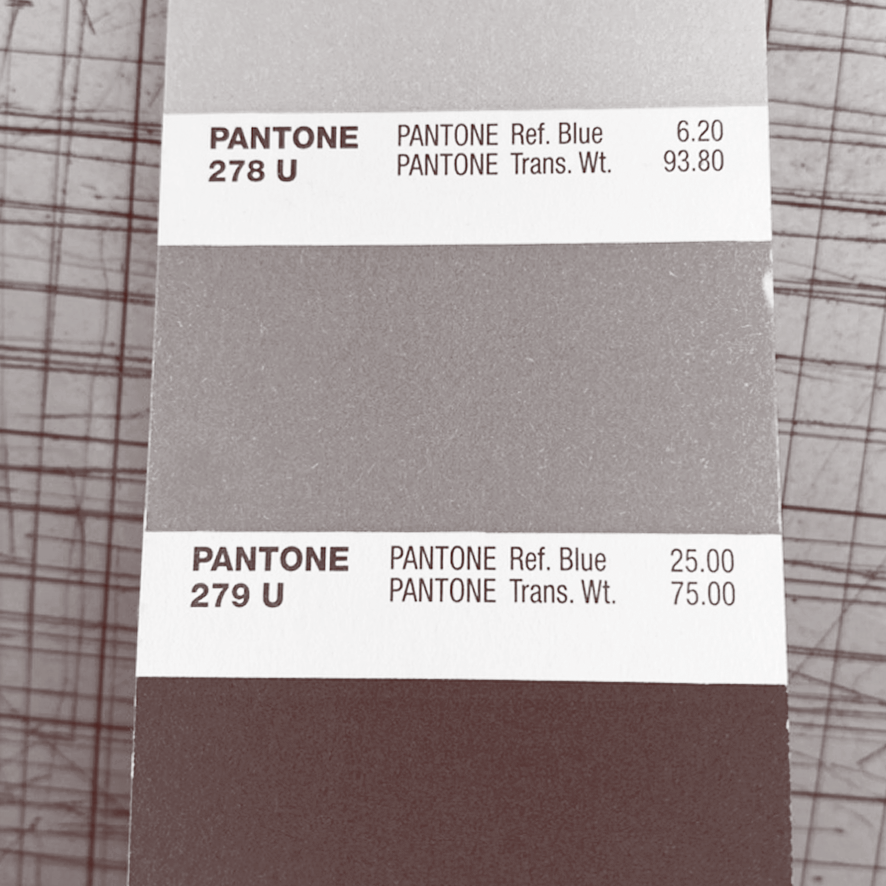 PANTONE PANTONE Ref. Blue 6.20
278 U PANTONE Trans. Wt. 93.80
PANTONE PANTONE Ref. Blue 25.00
279 U PANTONE Trans. Wt. 75.00